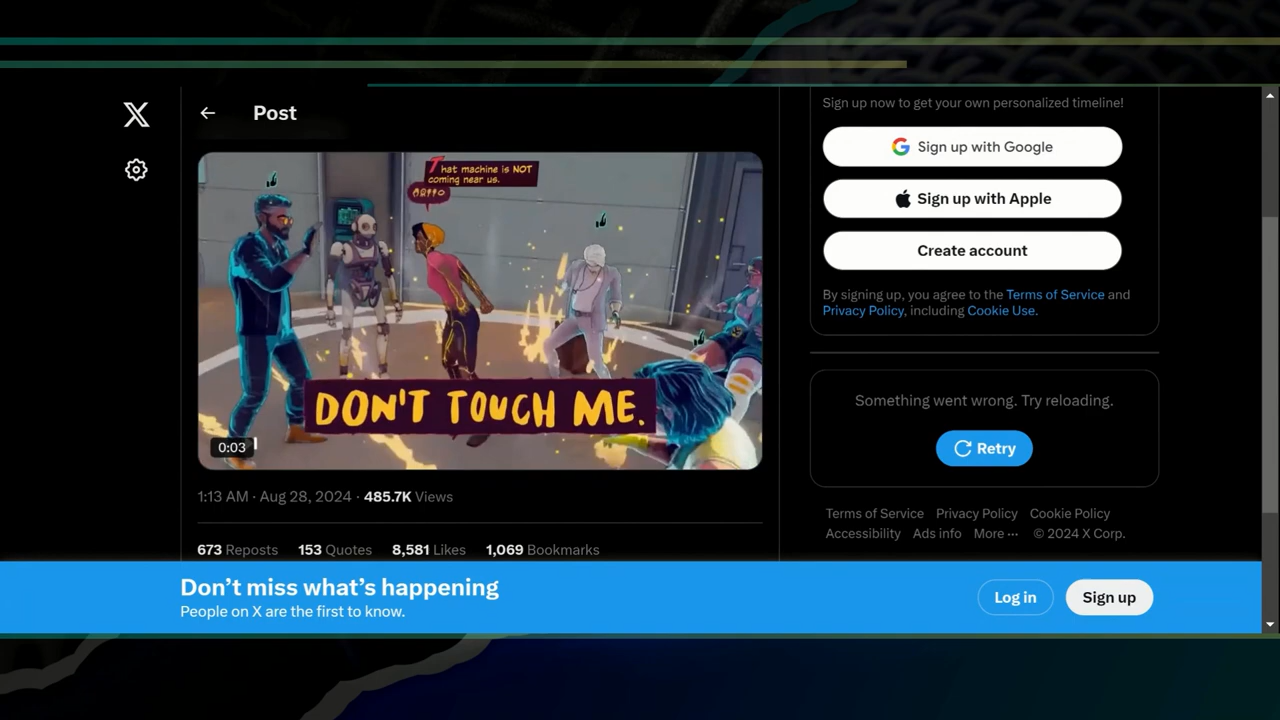 Post
That machine is NOT
coming near us.
DON'T TOUCH ME.
0:03
1:13 AM · Aug 28, 2024 · 485.7K Views
673 Reposts 153 Quotes 8,581 Likes 1,069 Bookmarks
Sign up now to get your own personalized timeline!
Sign up with Google
Sign up with Apple
Create account
By signing up, you agree to the Terms of Service and
Privacy Policy, including Cookie Use.
Something went wrong. Try reloading.
Retry
Terms of Service Privacy Policy Cookie Policy
Accessibility Ads info More ··· © 2024 X Corp.
Don’t miss what’s happening
People on X are the first to know.
Log in
Sign up